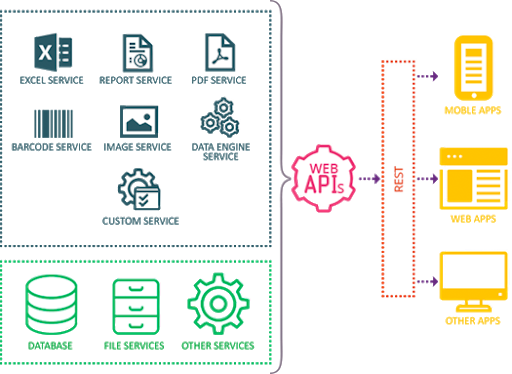 EXCEL SERVICE
REPORT SERVICE
PDF SERVICE
BARCODE SERVICE
IMAGE SERVICE
DATA ENGINE
SERVICE
CUSTOM SERVICE
DATABASE
FILE SERVICES
OTHER SERVICES
WEB
APIs
REST
MOBLE APPS
WEB APPS
OTHER APPS